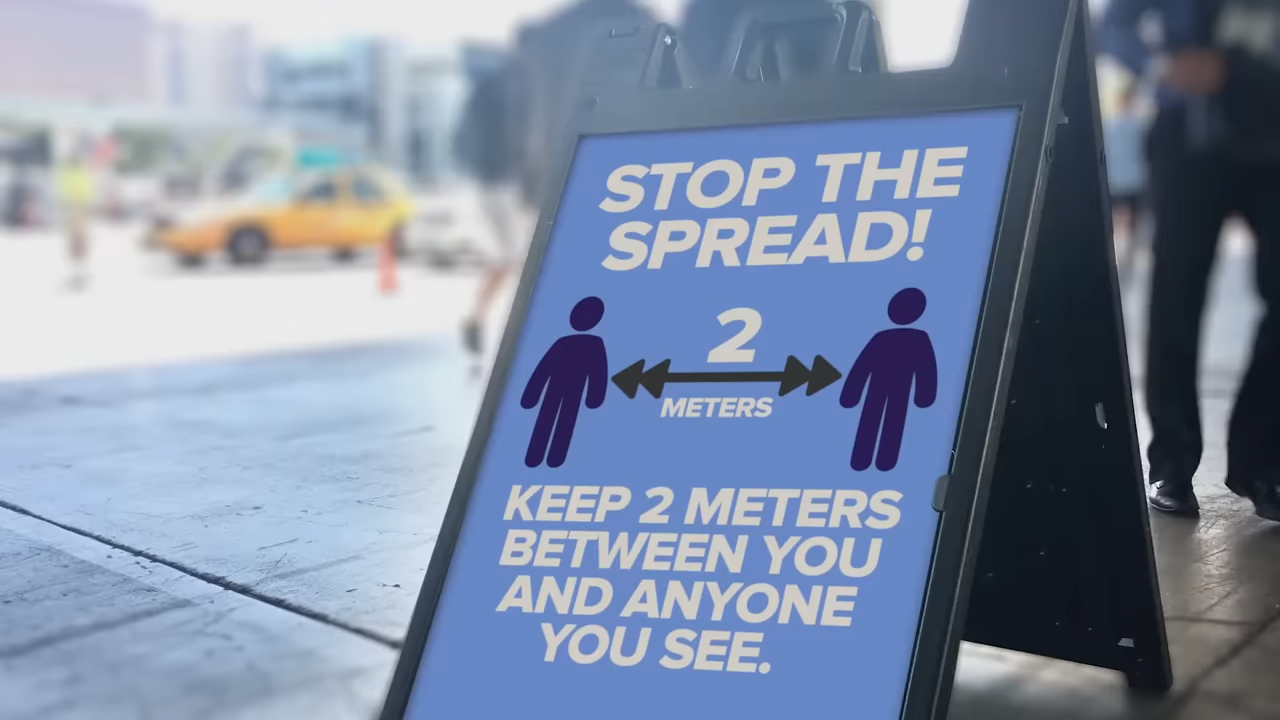 STOP THE
SPREAD!
2
METERS
KEEP 2 METERS
BETWEEN YOU
AND ANYONE
YOU SEE.